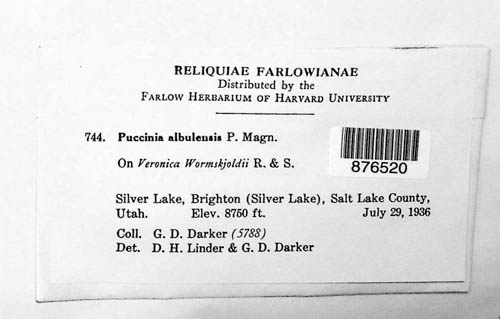 RELIQUIAE FARLOWIANAE
Distributed by the
FARLOW HERBARIUM OF HARVARD UNIVERSITY
744. Puccinia albulensis P. Magn.
On Veronica Wormskjoldii R. & S.
876520
Silver Lake, Brighton (Silver Lake), Salt Lake County,
Utah. Elev. 8750 ft. July 29, 1936
Coll. G. D. Darker (5788)
Det. D. H. Linder & G. D. Darker